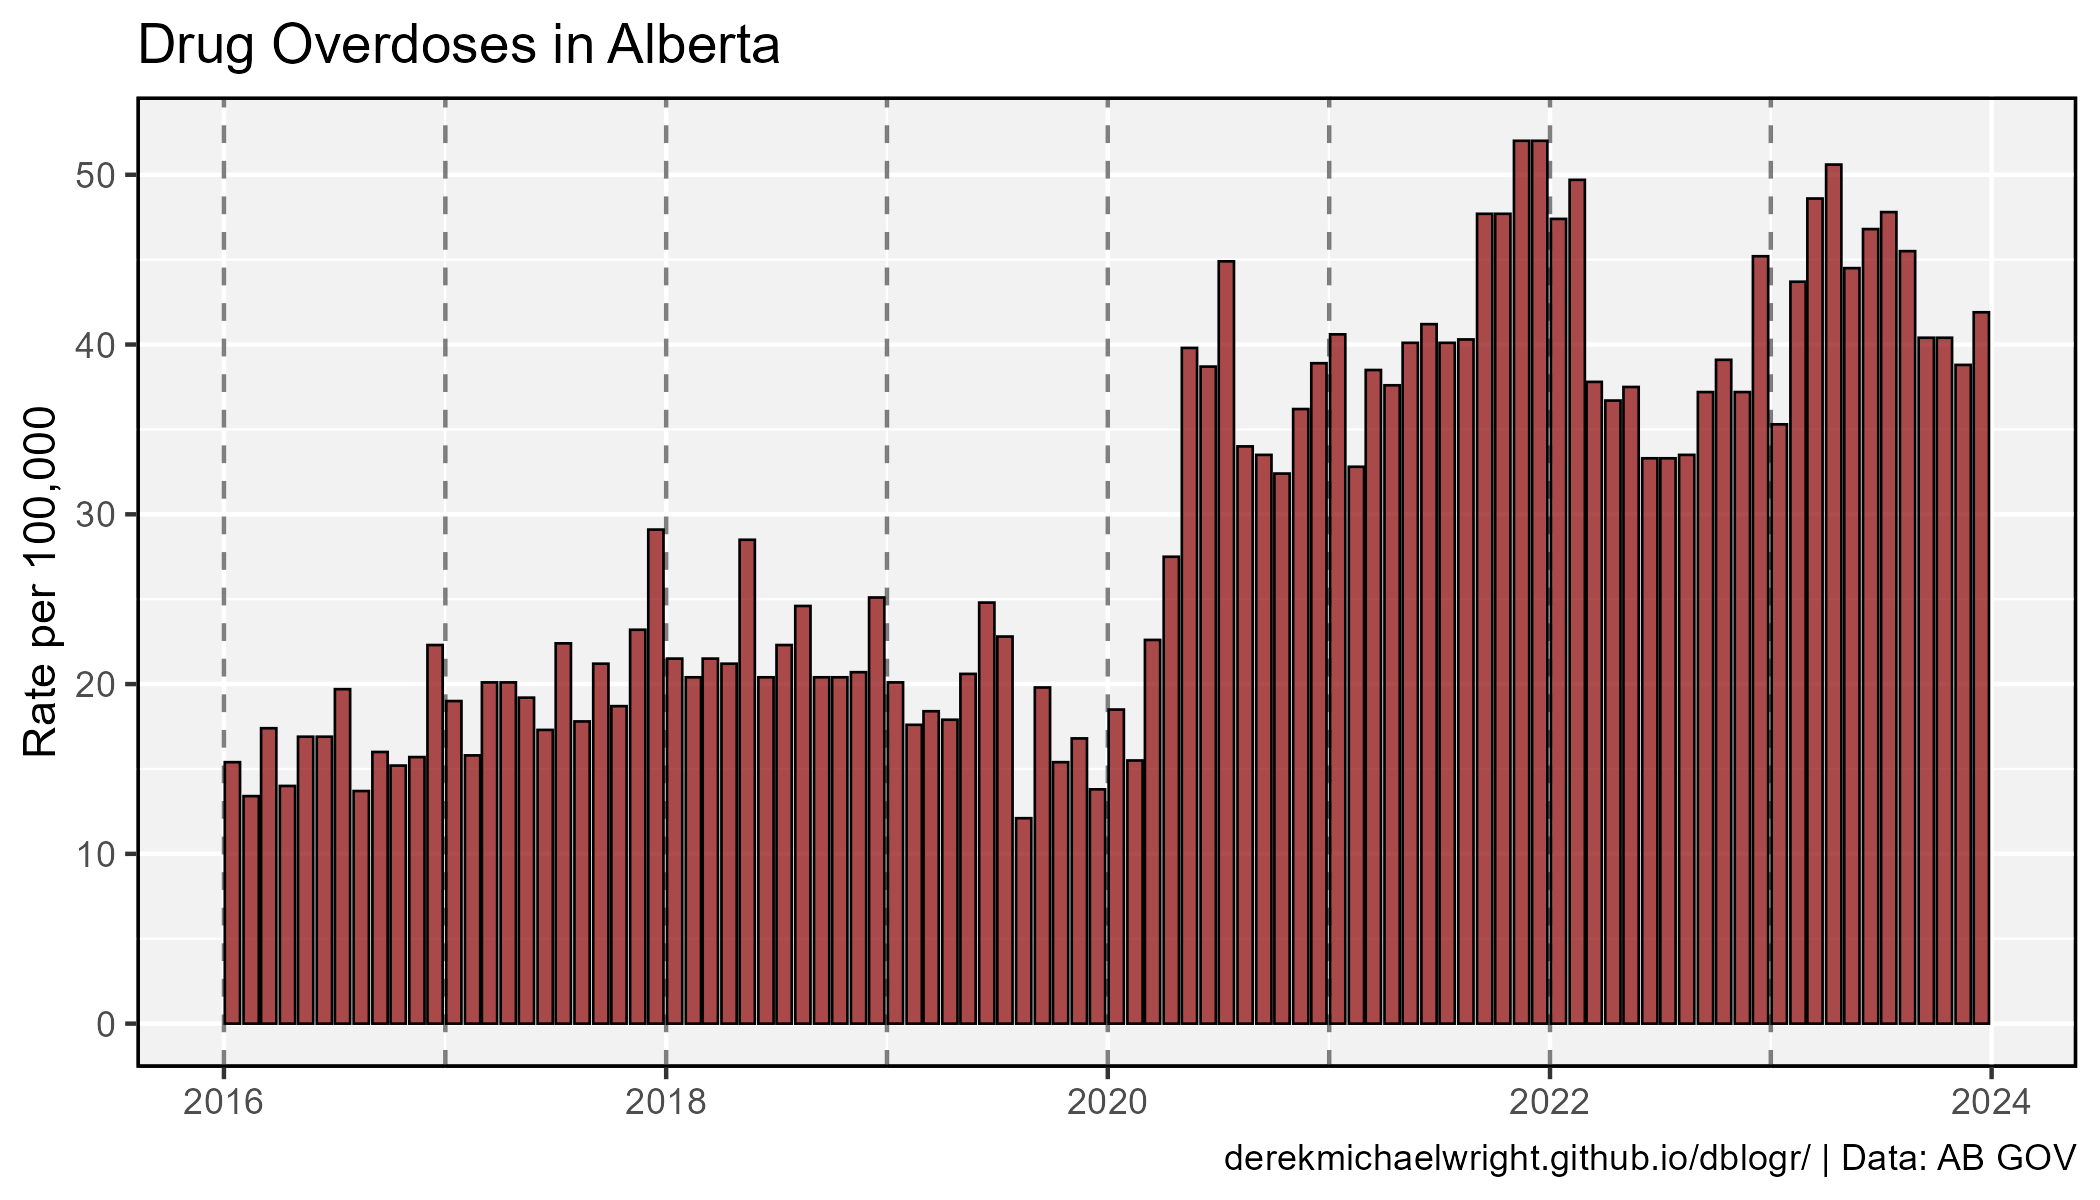 Drug Overdoses in Alberta
Rate per 100,000
50
40
30
20
10
0
2016 2018 2020 2022 2024
derekmichaelwright.github.io/dblogr/ | Data: AB GOV